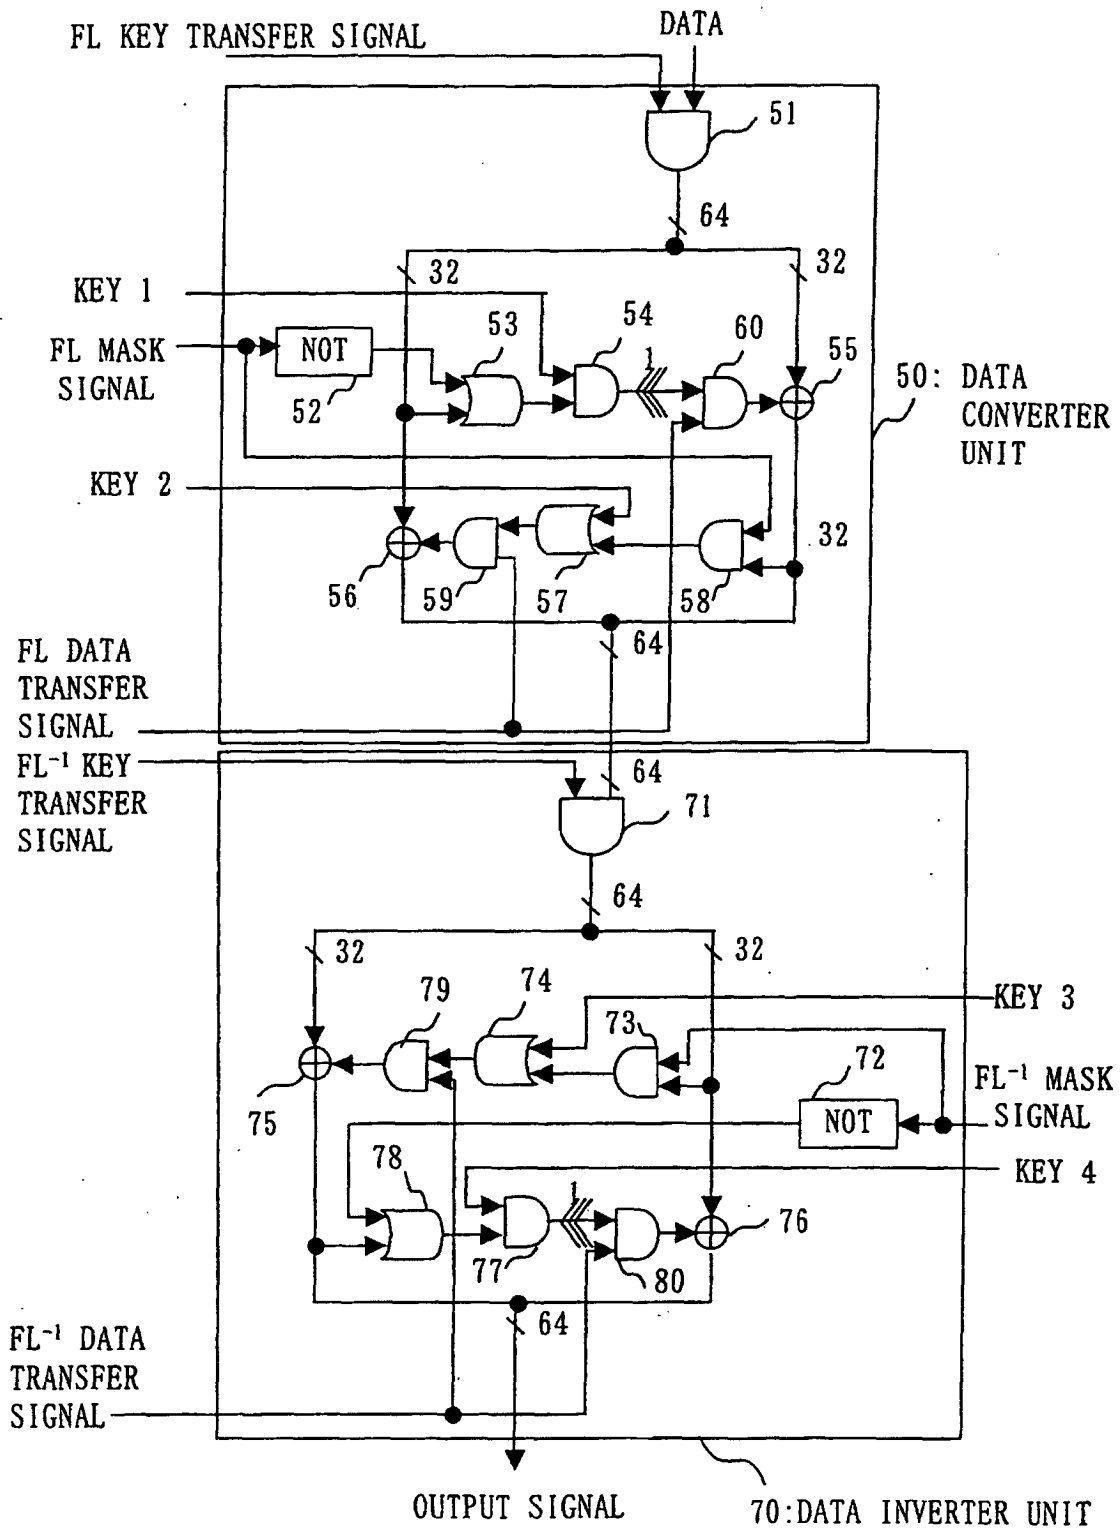 FL KEY TRANSFER SIGNAL
DATA
51
64
32
32
KEY 1
53
54
1
60
55
FL MASK
SIGNAL
NOT
52
50: DATA
CONVERTER
UNIT
KEY 2
32
56
59
57
58
64
FL DATA
TRANSFER
SIGNAL
FL⁻¹ KEY
TRANSFER
SIGNAL
64
71
64
32
32
79
74
73
KEY 3
72
FL⁻¹ MASK
SIGNAL
NOT
75
78
1
KEY 4
76
77
80
64
FL⁻¹ DATA
TRANSFER
SIGNAL
OUTPUT SIGNAL
70:DATA INVERTER UNIT